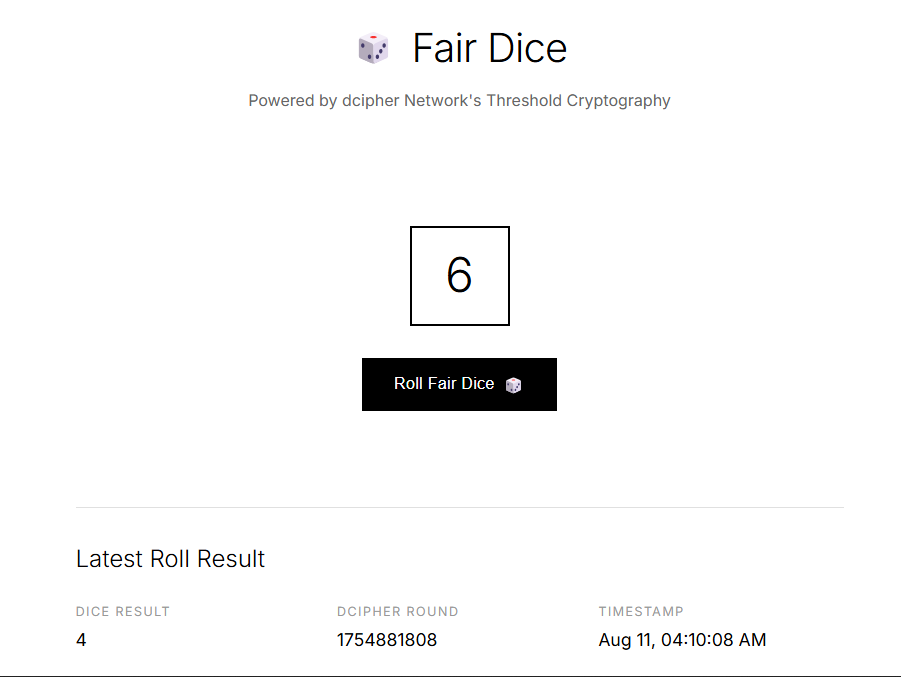 Fair Dice
Powered by dcipher Network's Threshold Cryptography
6
Roll Fair Dice
Latest Roll Result
DICE RESULT DCIPHER ROUND TIMESTAMP
4 1754881808 Aug 11, 04:10:08 AM